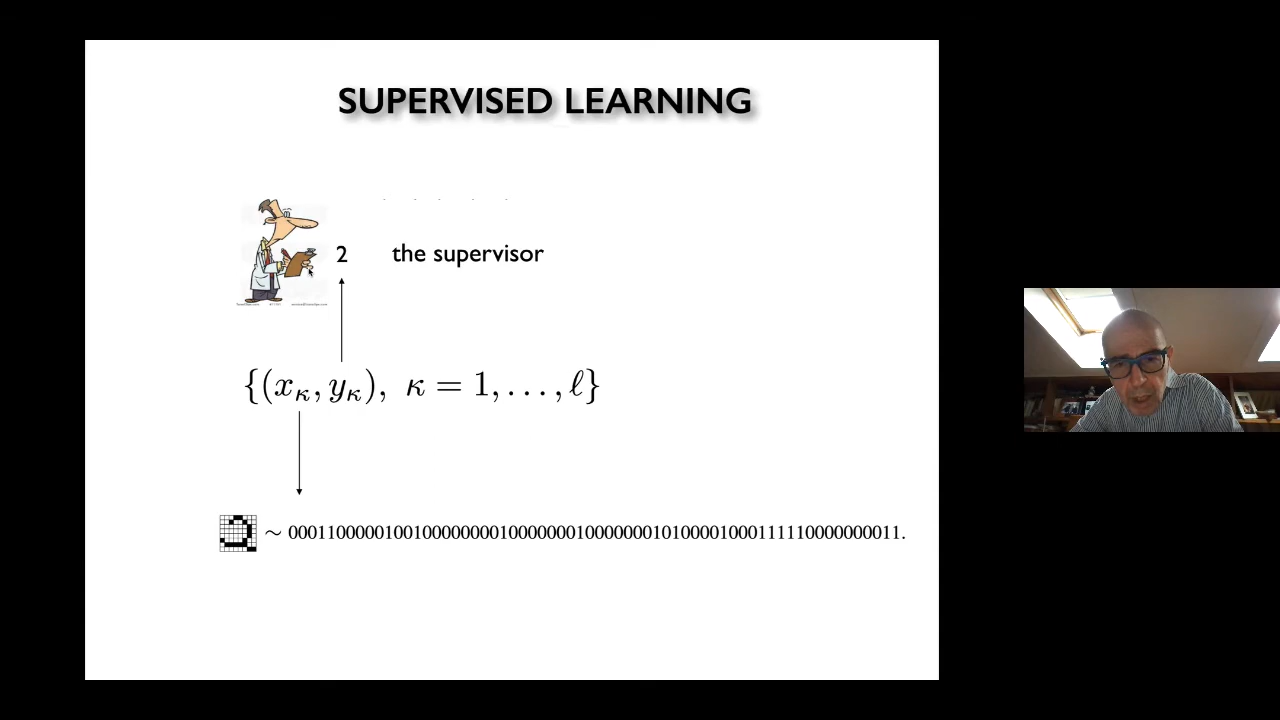 SUPERVISED LEARNING
2 the supervisor
{(x_κ, y_κ), κ = 1, . . . , ℓ}
∼ 0001100000100100000000100000001000000010100001000111110000000011.